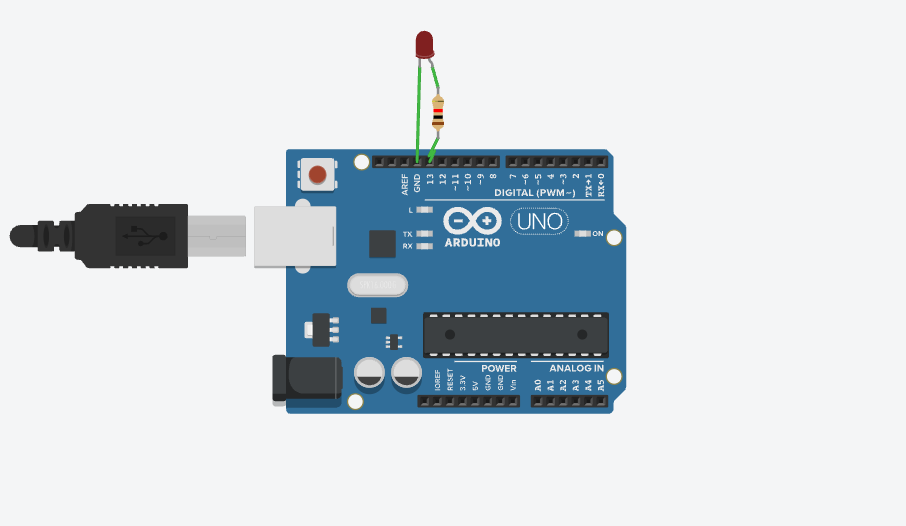 AREF
GND
13
12
~11
~10
~9
8
7
~6
~5
4
~3
2
TX→1
RX←0
DIGITAL (PWM~)
L
TX
RX
ARDUINO
UNO
ON
POWER
ANALOG IN
IOREF
RESET
3.3V
5V
GND
GND
Vin
A0
A1
A2
A3
A4
A5